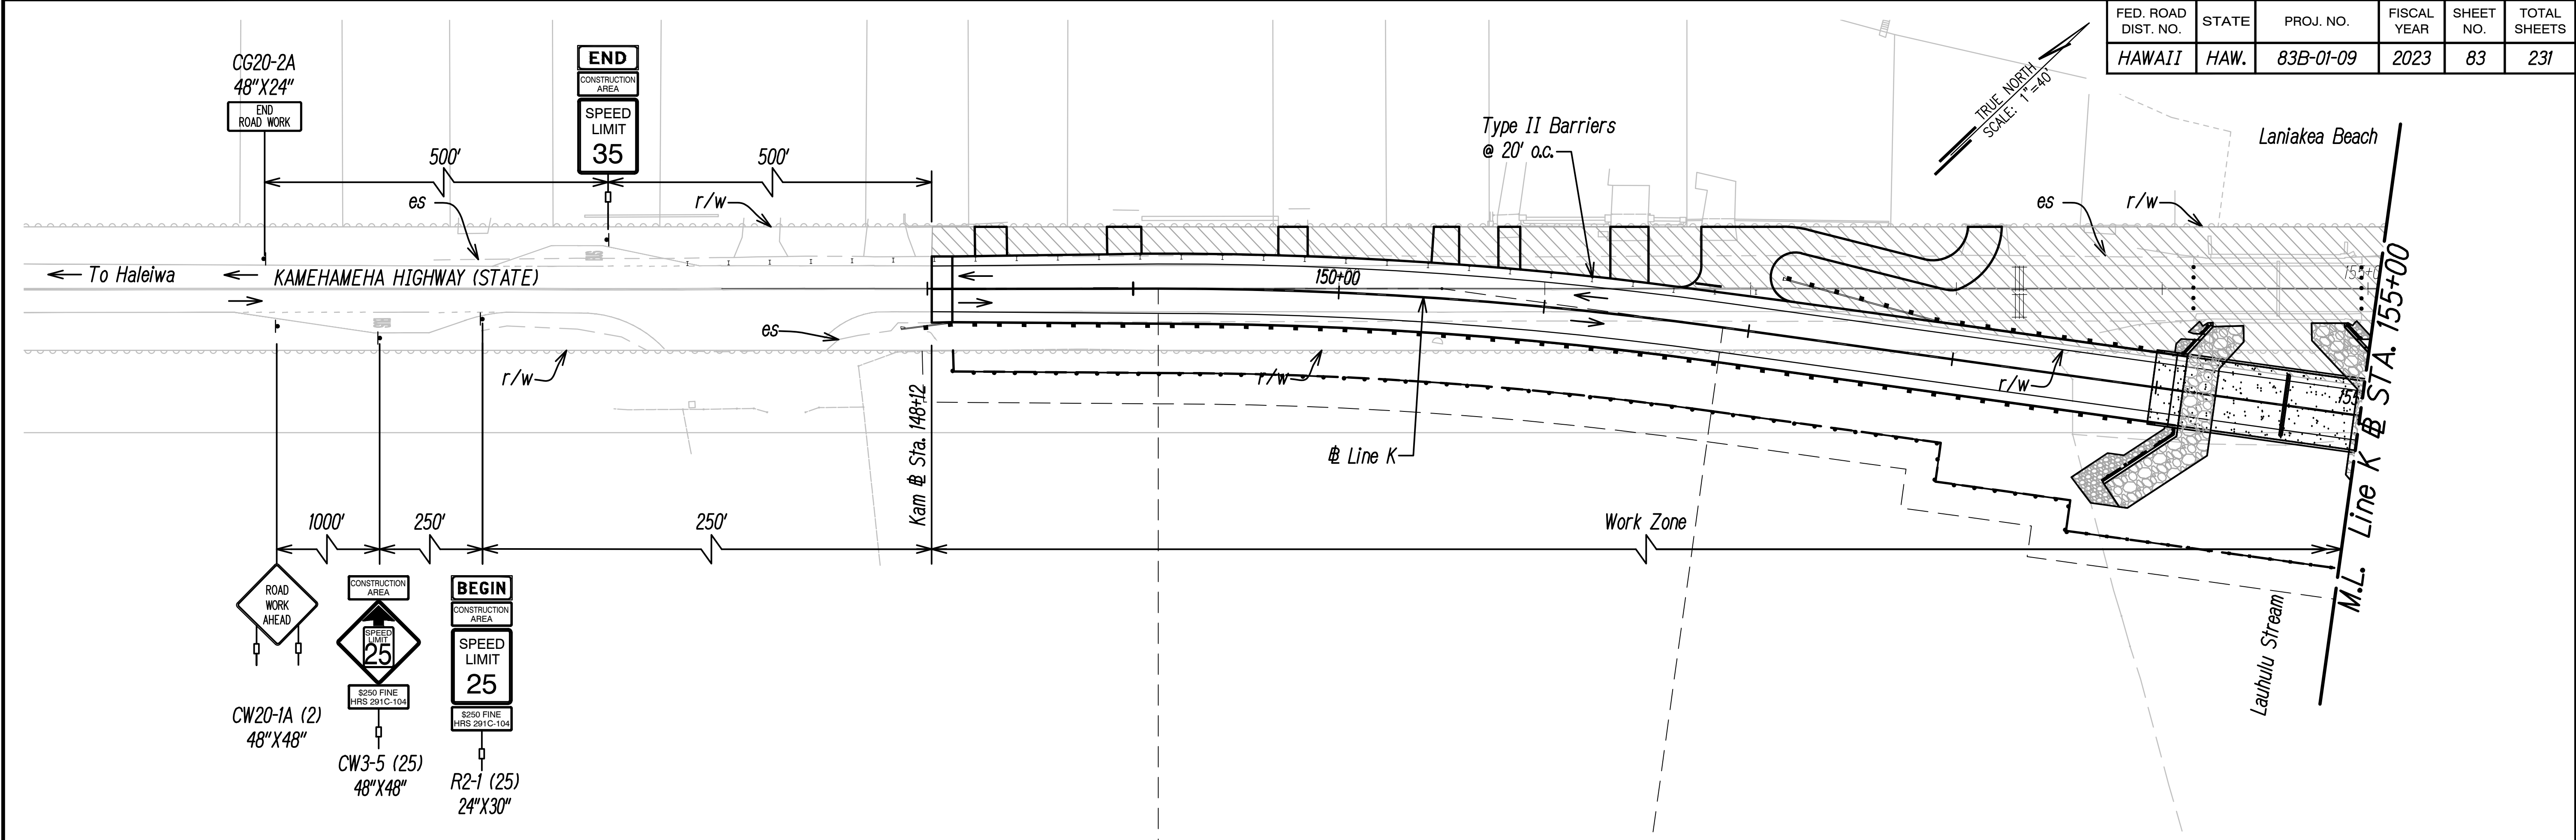 FED. ROAD DIST. NO.
STATE
PROJ. NO.
FISCAL YEAR
SHEET NO.
TOTAL SHEETS
HAWAII
HAW.
83B-01-09
2023
83
231
CG20-2A
48"X24"
END
ROAD WORK
END
CONSTRUCTION
AREA
SPEED
LIMIT
35
500'
500'
es
r/w
Type II Barriers
@ 20' o.c.
TRUE NORTH
SCALE: 1"=40'
Laniakea Beach
es
r/w
To Haleiwa
KAMEHAMEHA HIGHWAY (STATE)
150+00
es
r/w
r/w
r/w
Kam BL Sta. 148+12
BL Line K
M.L. Line K BL STA. 155+00
1000'
250'
250'
Work Zone
ROAD
WORK
AHEAD
CW20-1A (2)
48"X48"
CONSTRUCTION
AREA
SPEED
LIMIT
25
$250 FINE
HRS 291C-104
CW3-5 (25)
48"X48"
BEGIN
CONSTRUCTION
AREA
SPEED
LIMIT
25
$250 FINE
HRS 291C-104
R2-1 (25)
24"X30"
Lauhulu Stream